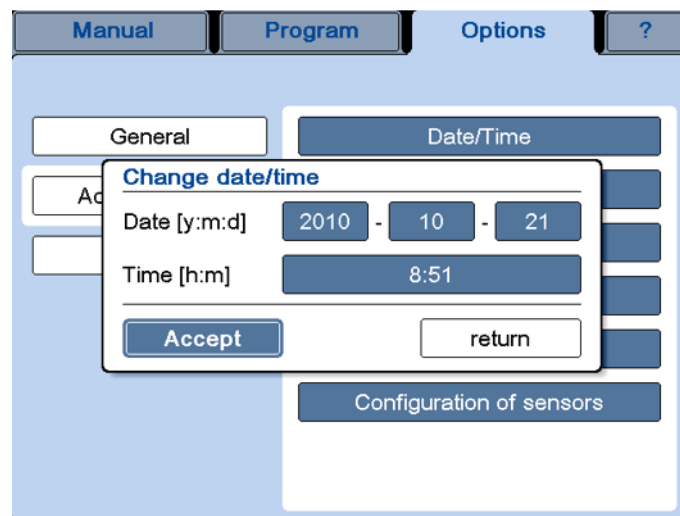 Manual Program Options ?
General Date/Time
Change date/time
Date [y:m:d] 2010 - 10 - 21
Time [h:m] 8:51
Accept return
Configuration of sensors